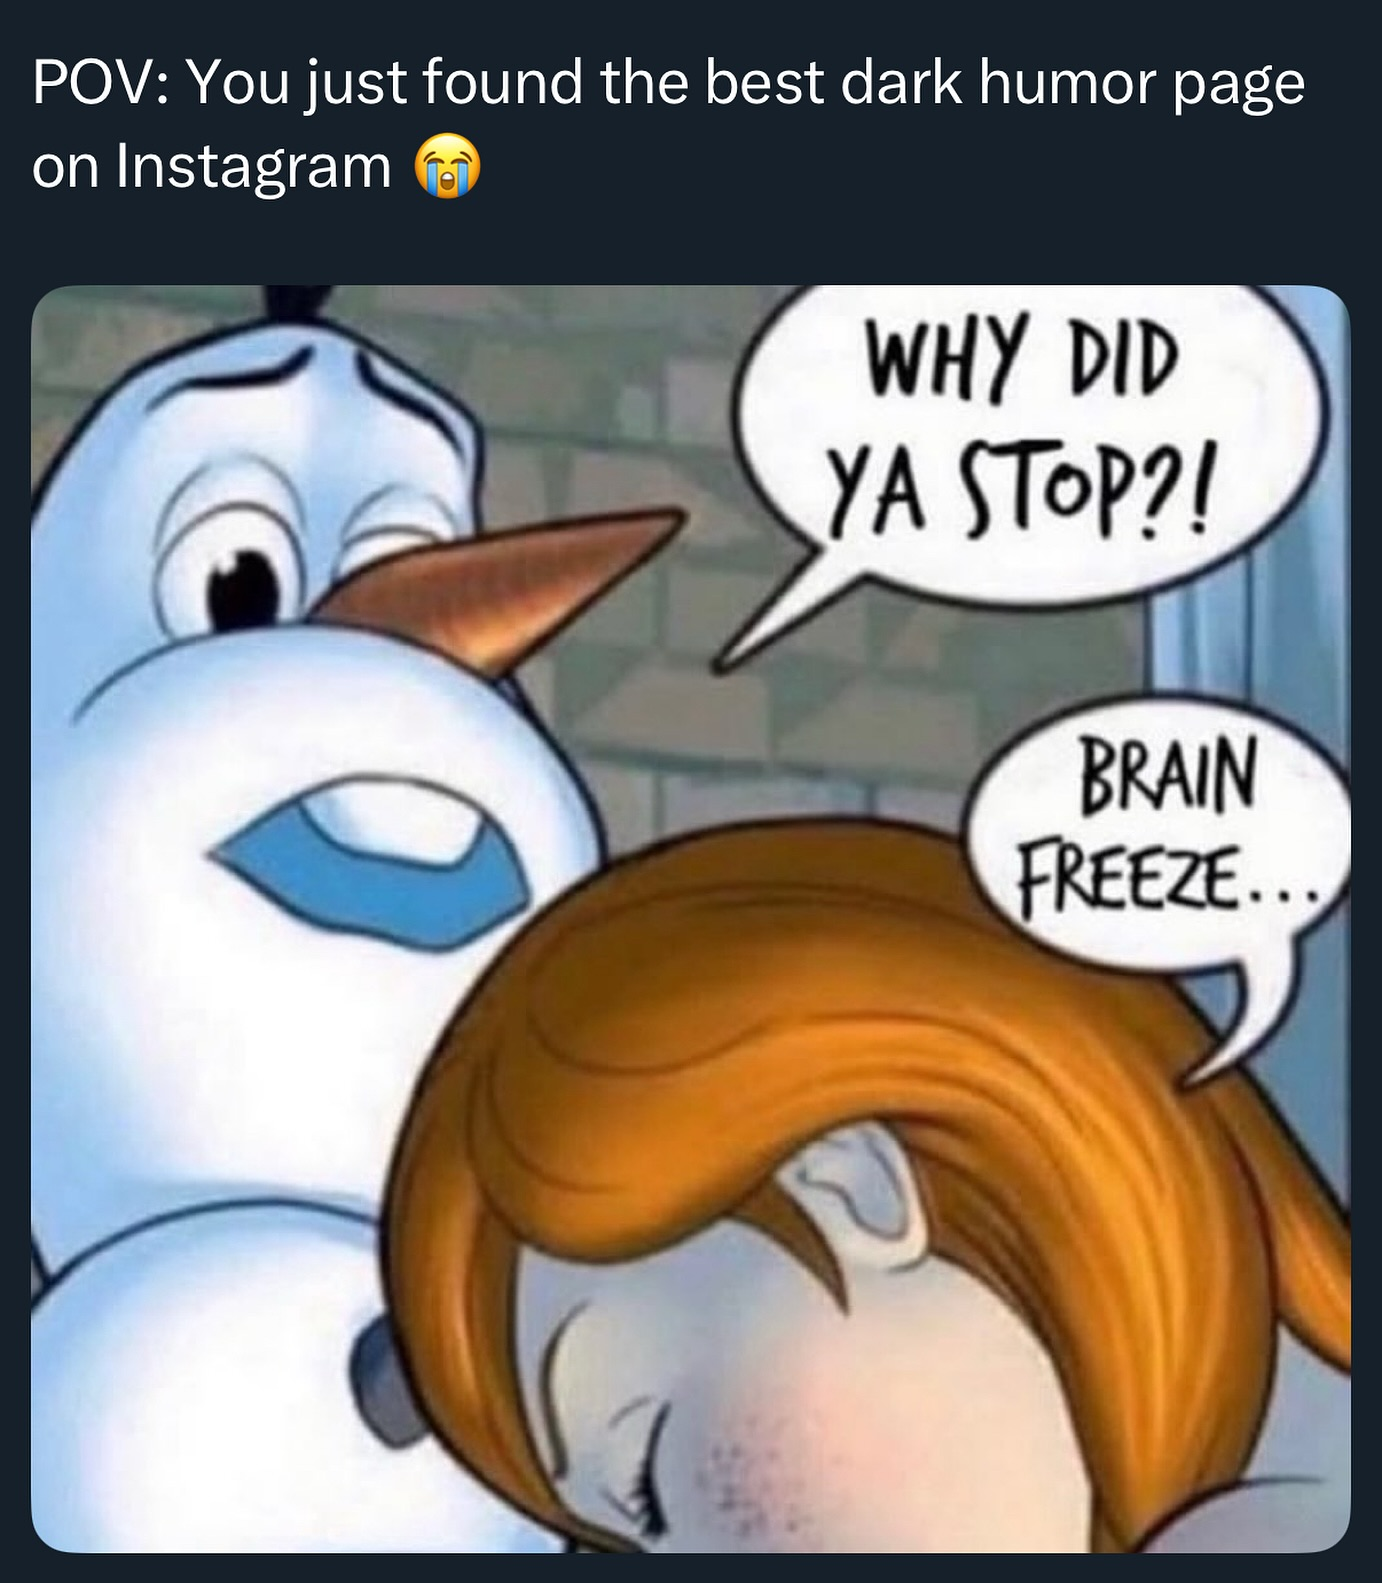 POV: You just found the best dark humor page
on Instagram 😭
WHY DID
YA STOP?!
BRAIN
FREEZE...